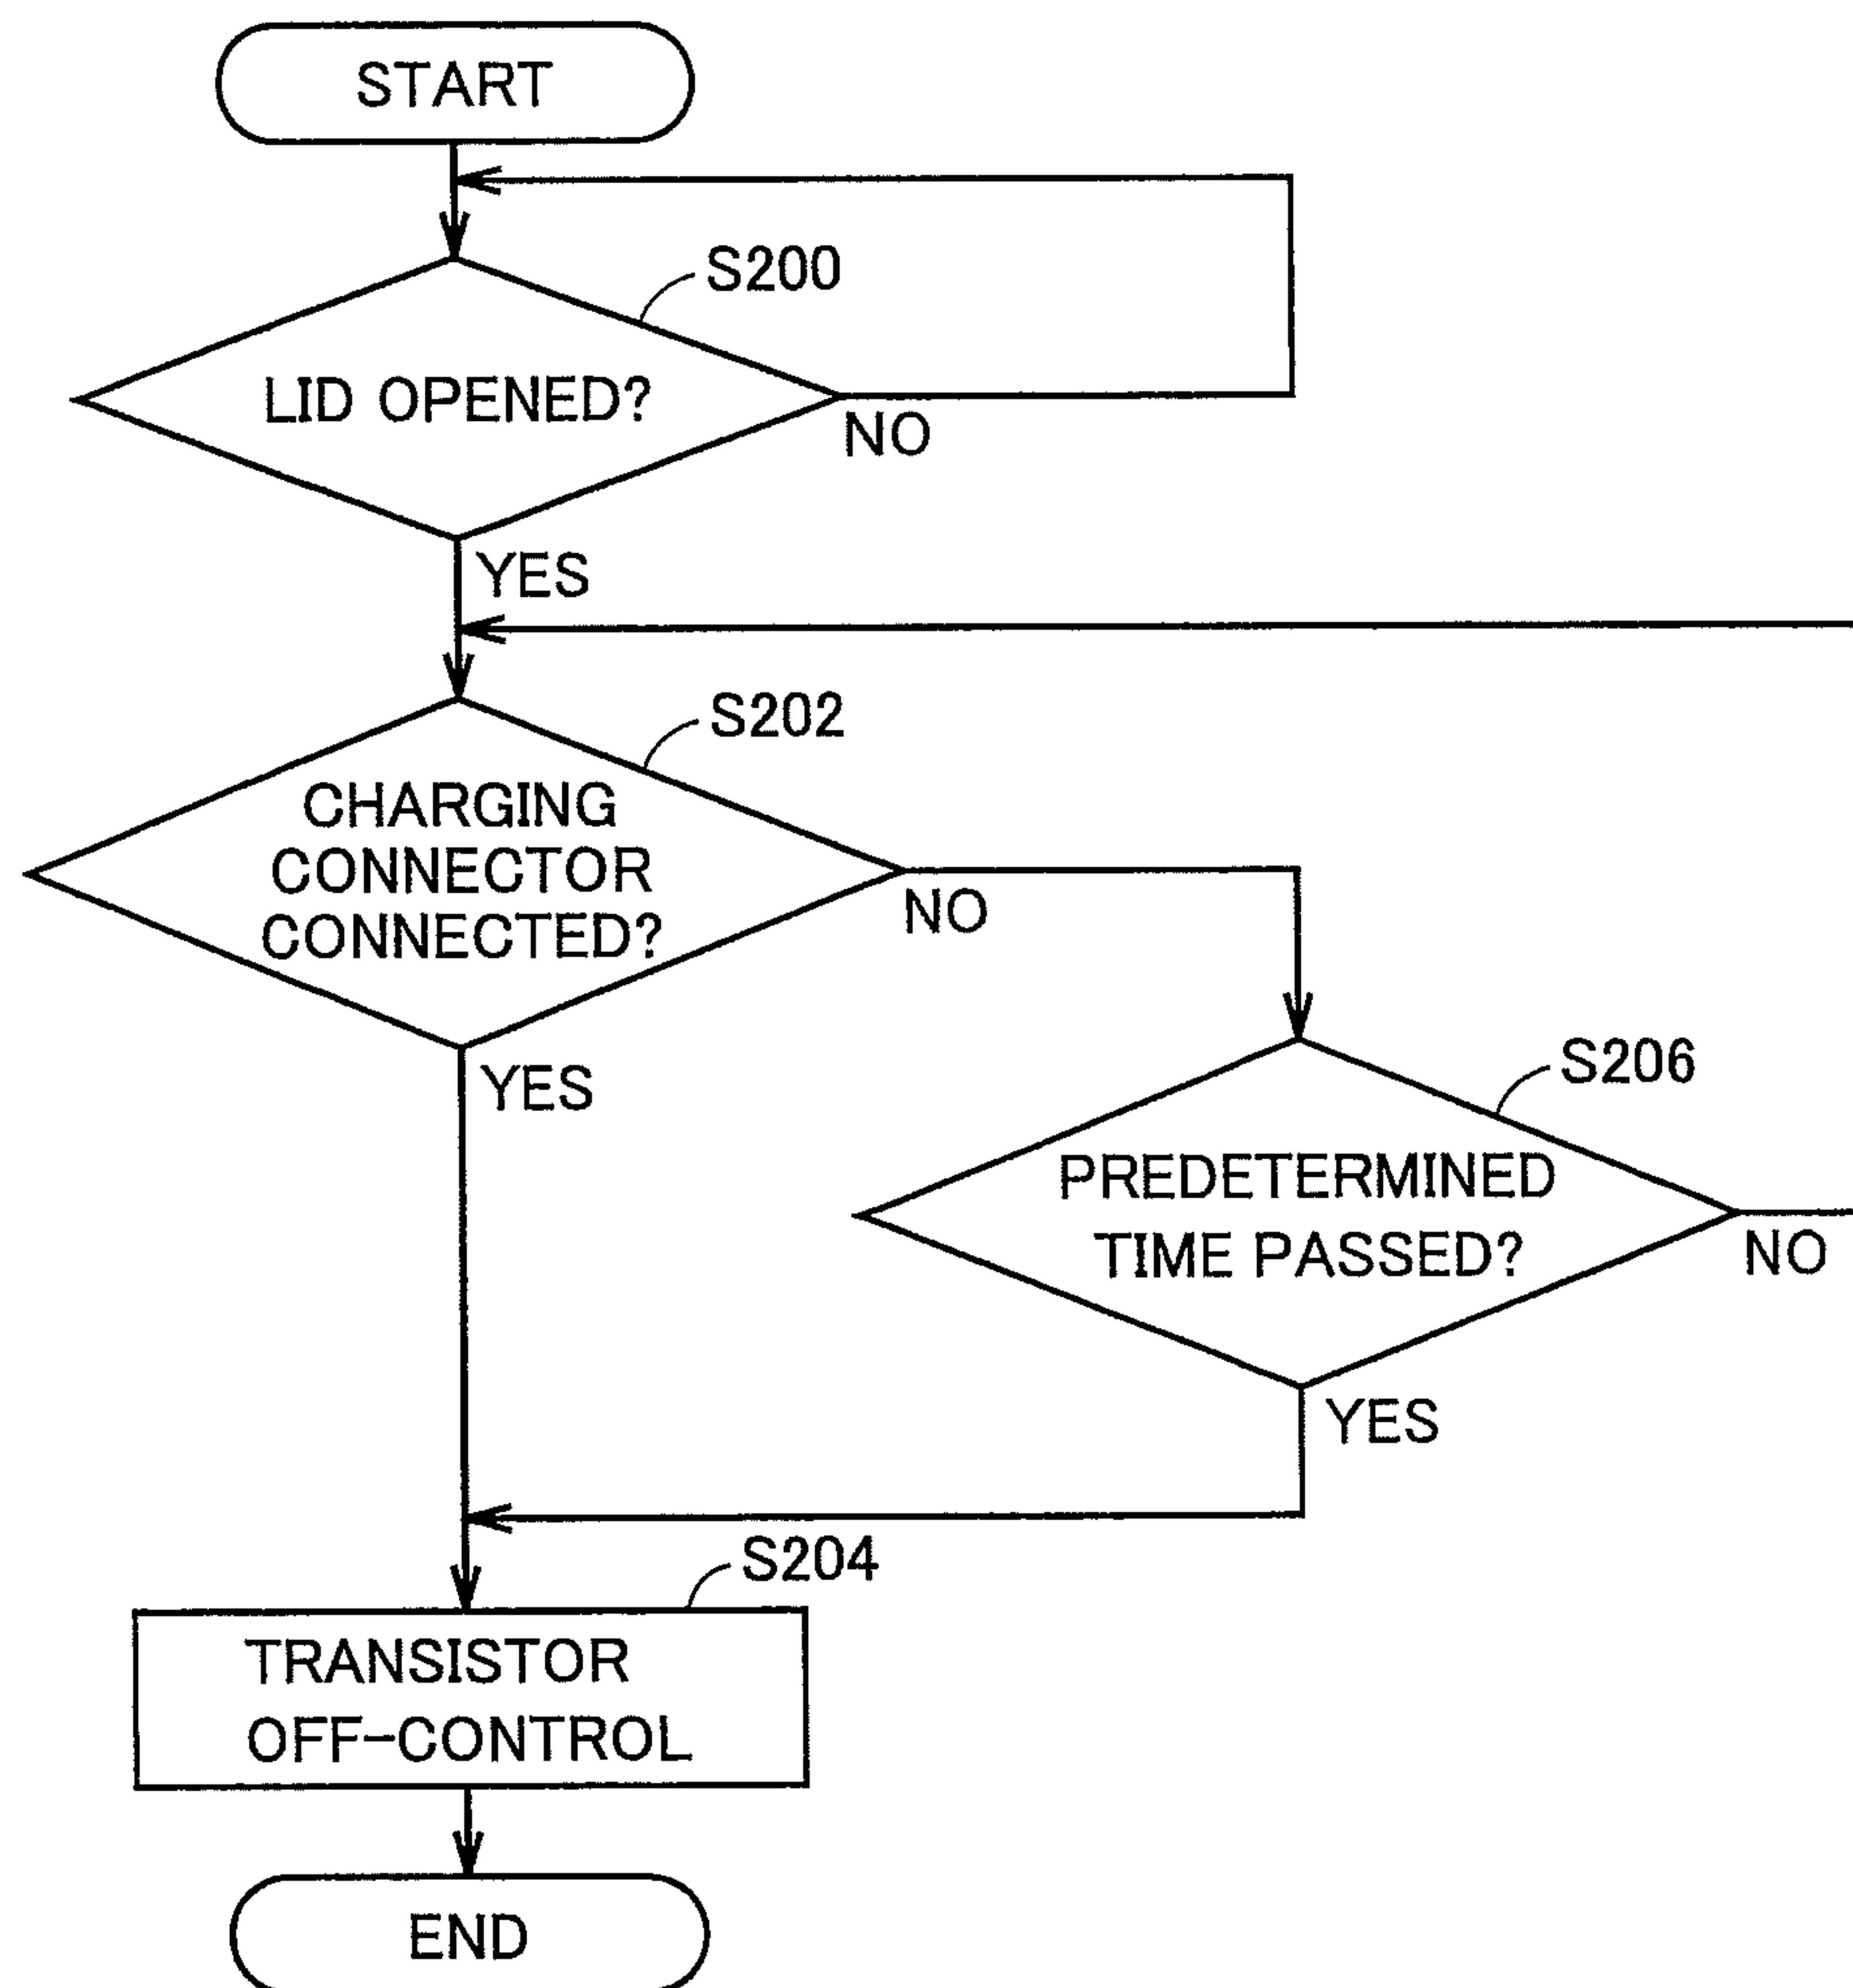 START
S200
LID OPENED?
NO
YES
S202
CHARGING
CONNECTOR
CONNECTED?
NO
YES
S206
PREDETERMINED
TIME PASSED?
NO
YES
S204
TRANSISTOR
OFF-CONTROL
END